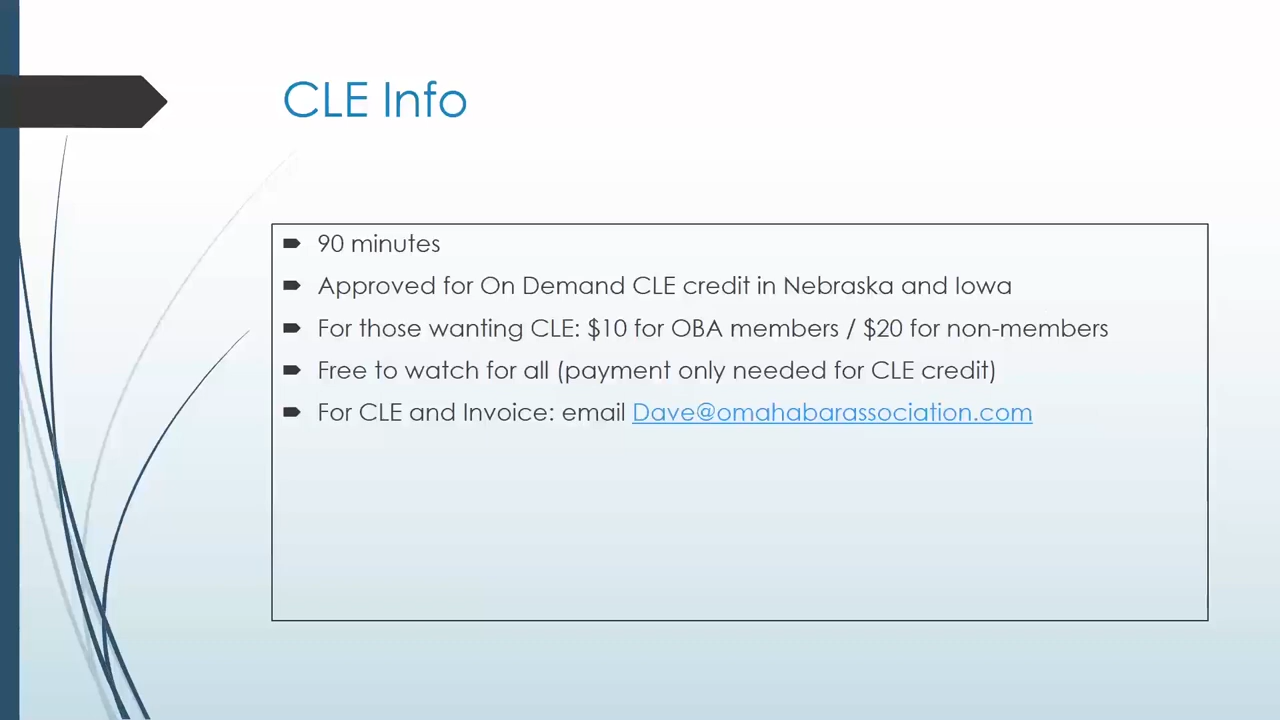 CLE Info
90 minutes
Approved for On Demand CLE credit in Nebraska and Iowa
For those wanting CLE: $10 for OBA members / $20 for non-members
Free to watch for all (payment only needed for CLE credit)
For CLE and Invoice: email Dave@omahabarassociation.com